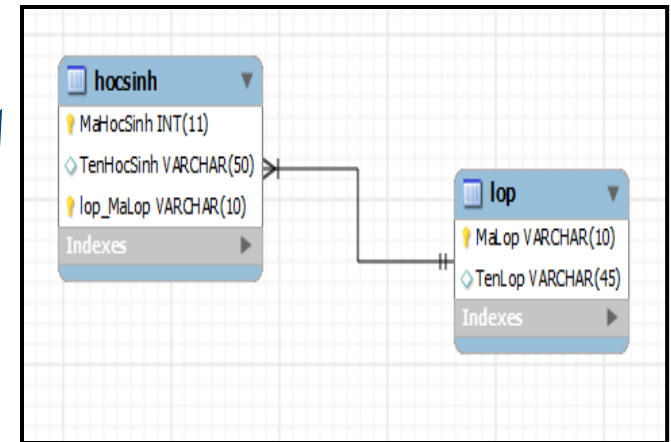 hocsinh
MaHocSinh INT(11)
TenHocSinh VARCHAR(50)
lop_MaLop VARCHAR(10)
Indexes
lop
MaLop VARCHAR(10)
TenLop VARCHAR(45)
Indexes